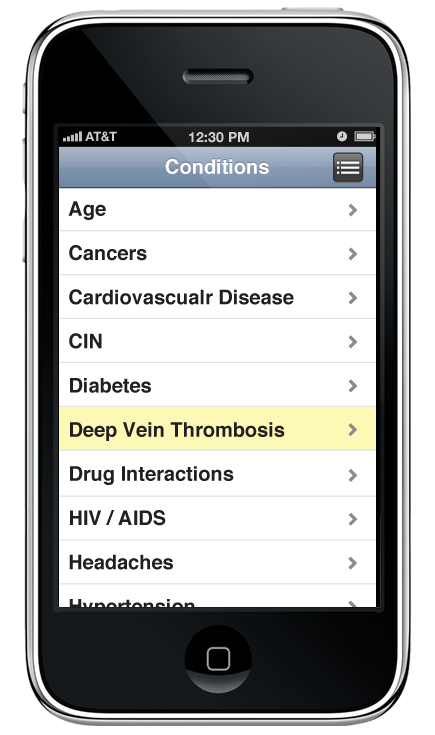 AT&T 12:30 PM
Conditions
Age
Cancers
Cardiovascualr Disease
CIN
Diabetes
Deep Vein Thrombosis
Drug Interactions
HIV / AIDS
Headaches
Hypertension